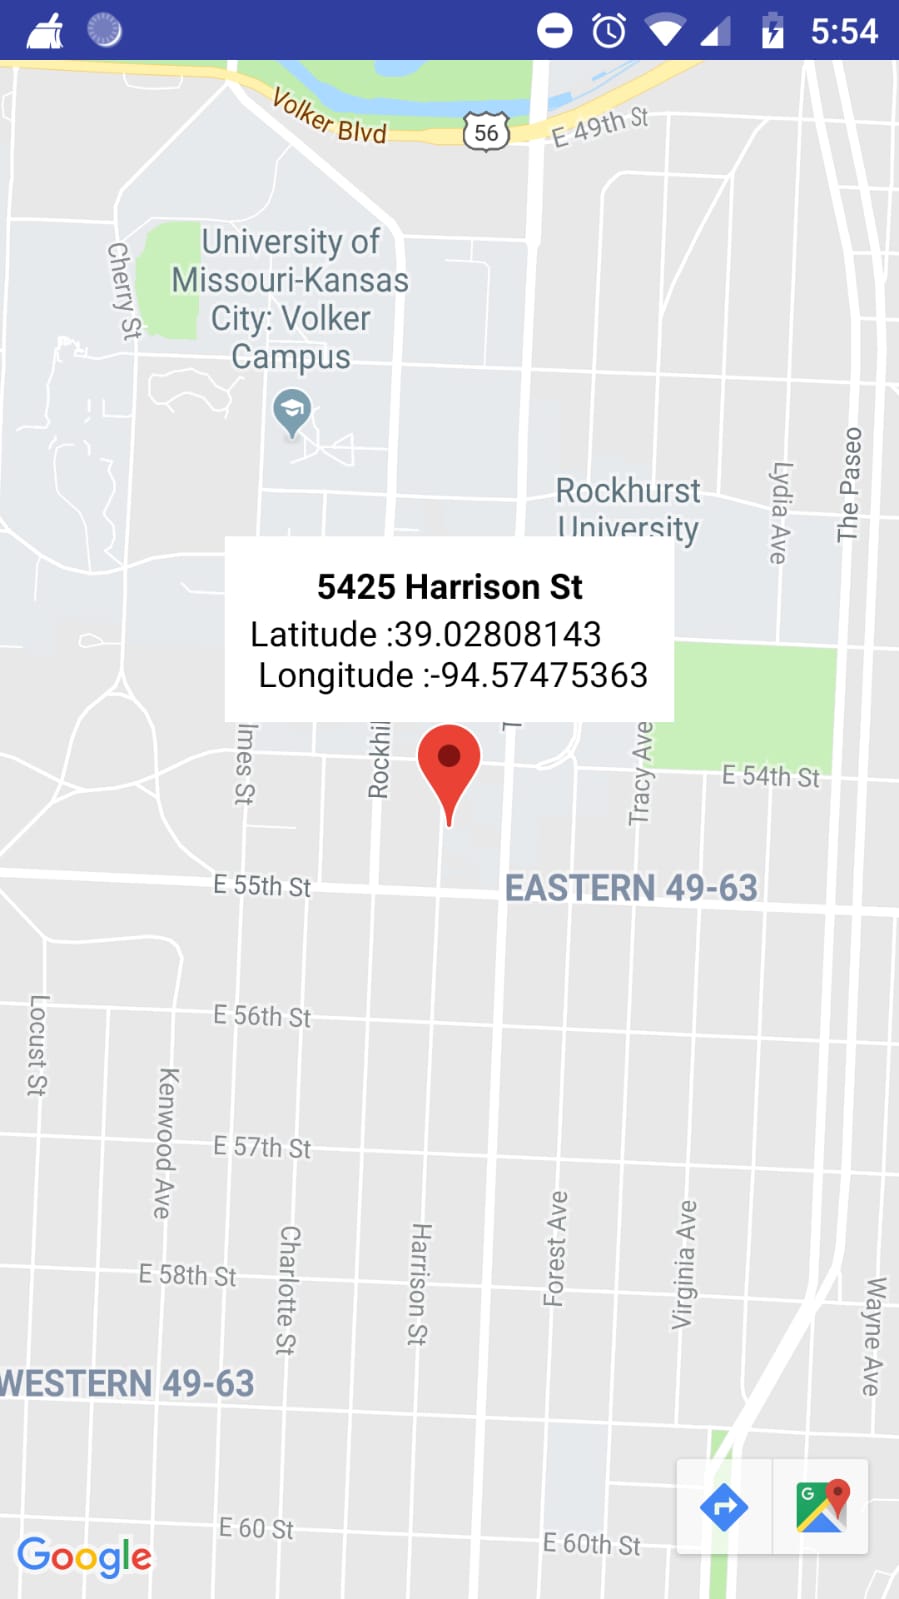 5:54
Volker Blvd
56
E 49th St
University of
Missouri-Kansas
City: Volker
Campus
Cherry St
Rockhurst
University
Lydia Ave
The Paseo
5425 Harrison St
Latitude :39.02808143
Longitude :-94.57475363
lmes St
Rockhil
T
Tracy Ave
E 54th St
E 55th St
EASTERN 49-63
Locust St
E 56th St
Kenwood Ave
E 57th St
Charlotte St
Harrison St
Forest Ave
Virginia Ave
E 58th St
Wayne Ave
WESTERN 49-63
G
E 60 St
E 60th St
Google